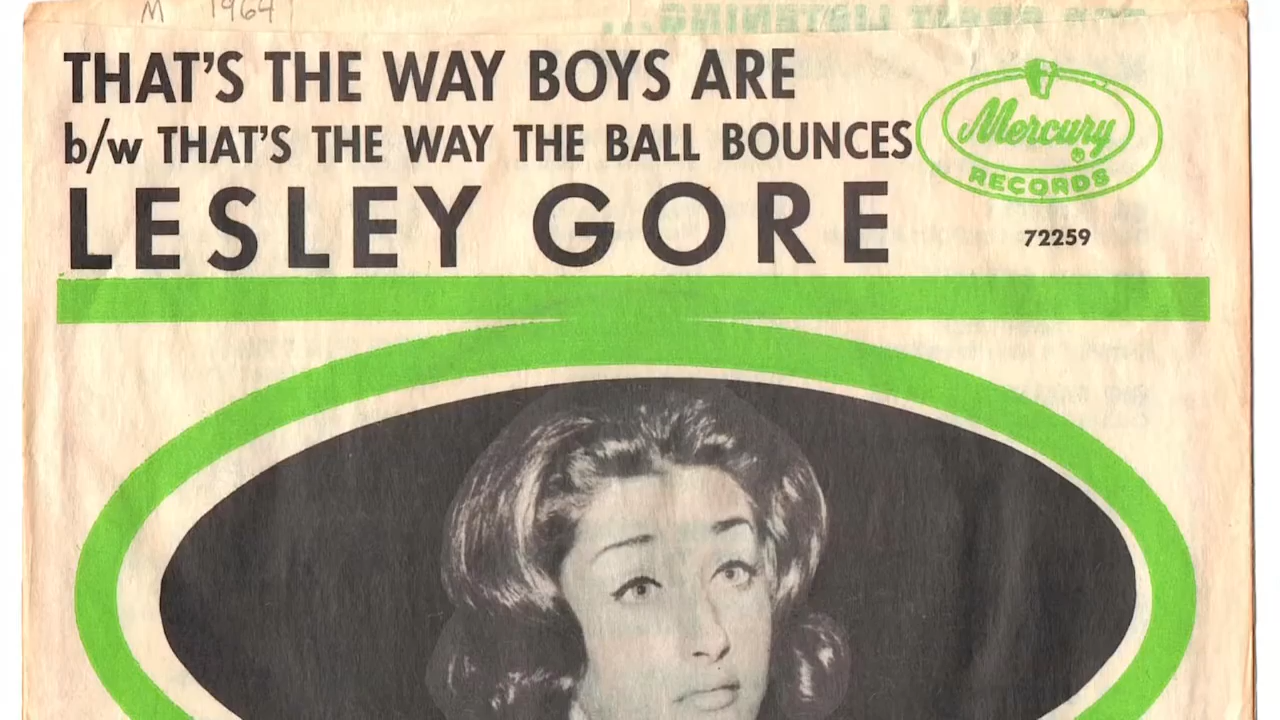 M 1964
THAT'S THE WAY BOYS ARE
b/w THAT'S THE WAY THE BALL BOUNCES
LESLEY GORE
Mercury
RECORDS
72259